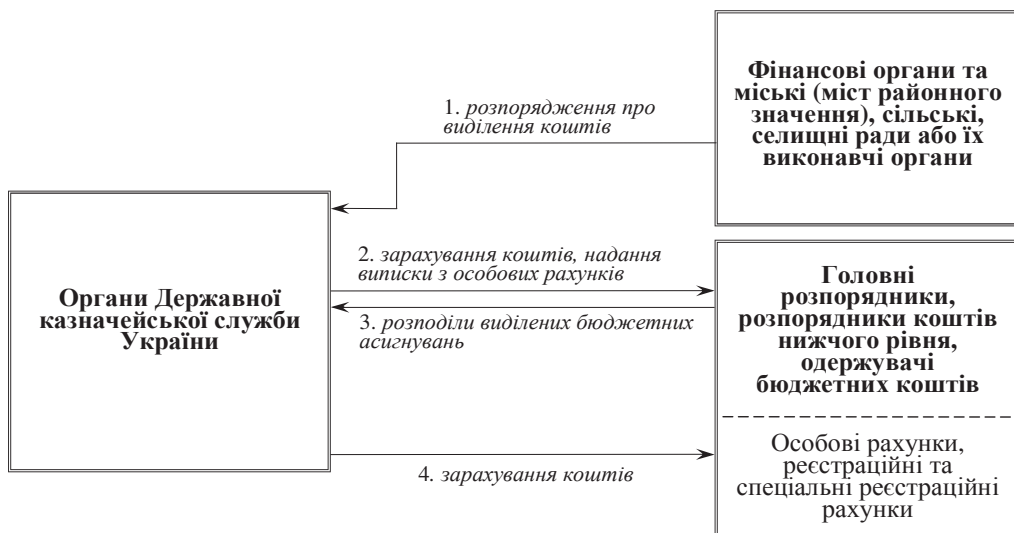 Фінансові органи та
міські (міст районного
значення), сільські,
селищні ради або їх
виконавчі органи
1. розпорядження про
виділення коштів
Органи Державної
казначейської служби
України
2. зарахування коштів, надання
виписки з особових рахунків
3. розподіли виділених бюджетних
асигнувань
Головні
розпорядники,
розпорядники коштів
нижчого рівня,
одержувачі
бюджетних коштів
4. зарахування коштів
Особові рахунки,
реєстраційні та
спеціальні реєстраційні
рахунки